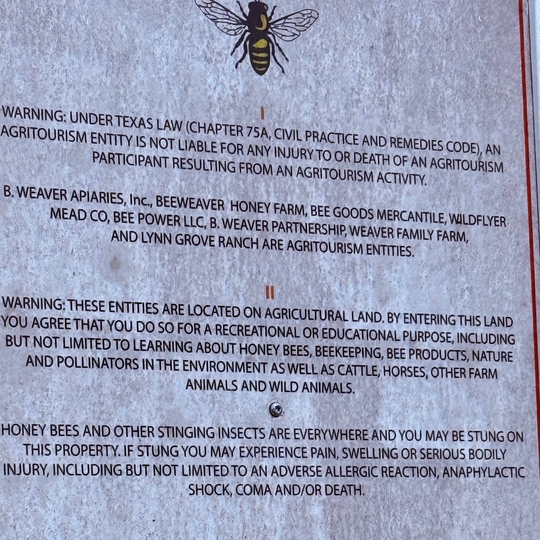 I
WARNING: UNDER TEXAS LAW (CHAPTER 75A, CIVIL PRACTICE AND REMEDIES CODE), AN
AGRITOURISM ENTITY IS NOT LIABLE FOR ANY INJURY TO OR DEATH OF AN AGRITOURISM
PARTICIPANT RESULTING FROM AN AGRITOURISM ACTIVITY.
B. WEAVER APIARIES, Inc., BEEWEAVER HONEY FARM, BEE GOODS MERCANTILE, WILDFLYER
MEAD CO, BEE POWER LLC, B. WEAVER PARTNERSHIP, WEAVER FAMILY FARM,
AND LYNN GROVE RANCH ARE AGRITOURISM ENTITIES.
II
WARNING: THESE ENTITIES ARE LOCATED ON AGRICULTURAL LAND. BY ENTERING THIS LAND
YOU AGREE THAT YOU DO SO FOR A RECREATIONAL OR EDUCATIONAL PURPOSE, INCLUDING
BUT NOT LIMITED TO LEARNING ABOUT HONEY BEES, BEEKEEPING, BEE PRODUCTS, NATURE
AND POLLINATORS IN THE ENVIRONMENT AS WELL AS CATTLE, HORSES, OTHER FARM
ANIMALS AND WILD ANIMALS.
HONEY BEES AND OTHER STINGING INSECTS ARE EVERYWHERE AND YOU MAY BE STUNG ON
THIS PROPERTY. IF STUNG YOU MAY EXPERIENCE PAIN, SWELLING OR SERIOUS BODILY
INJURY, INCLUDING BUT NOT LIMITED TO AN ADVERSE ALLERGIC REACTION, ANAPHYLACTIC
SHOCK, COMA AND/OR DEATH.